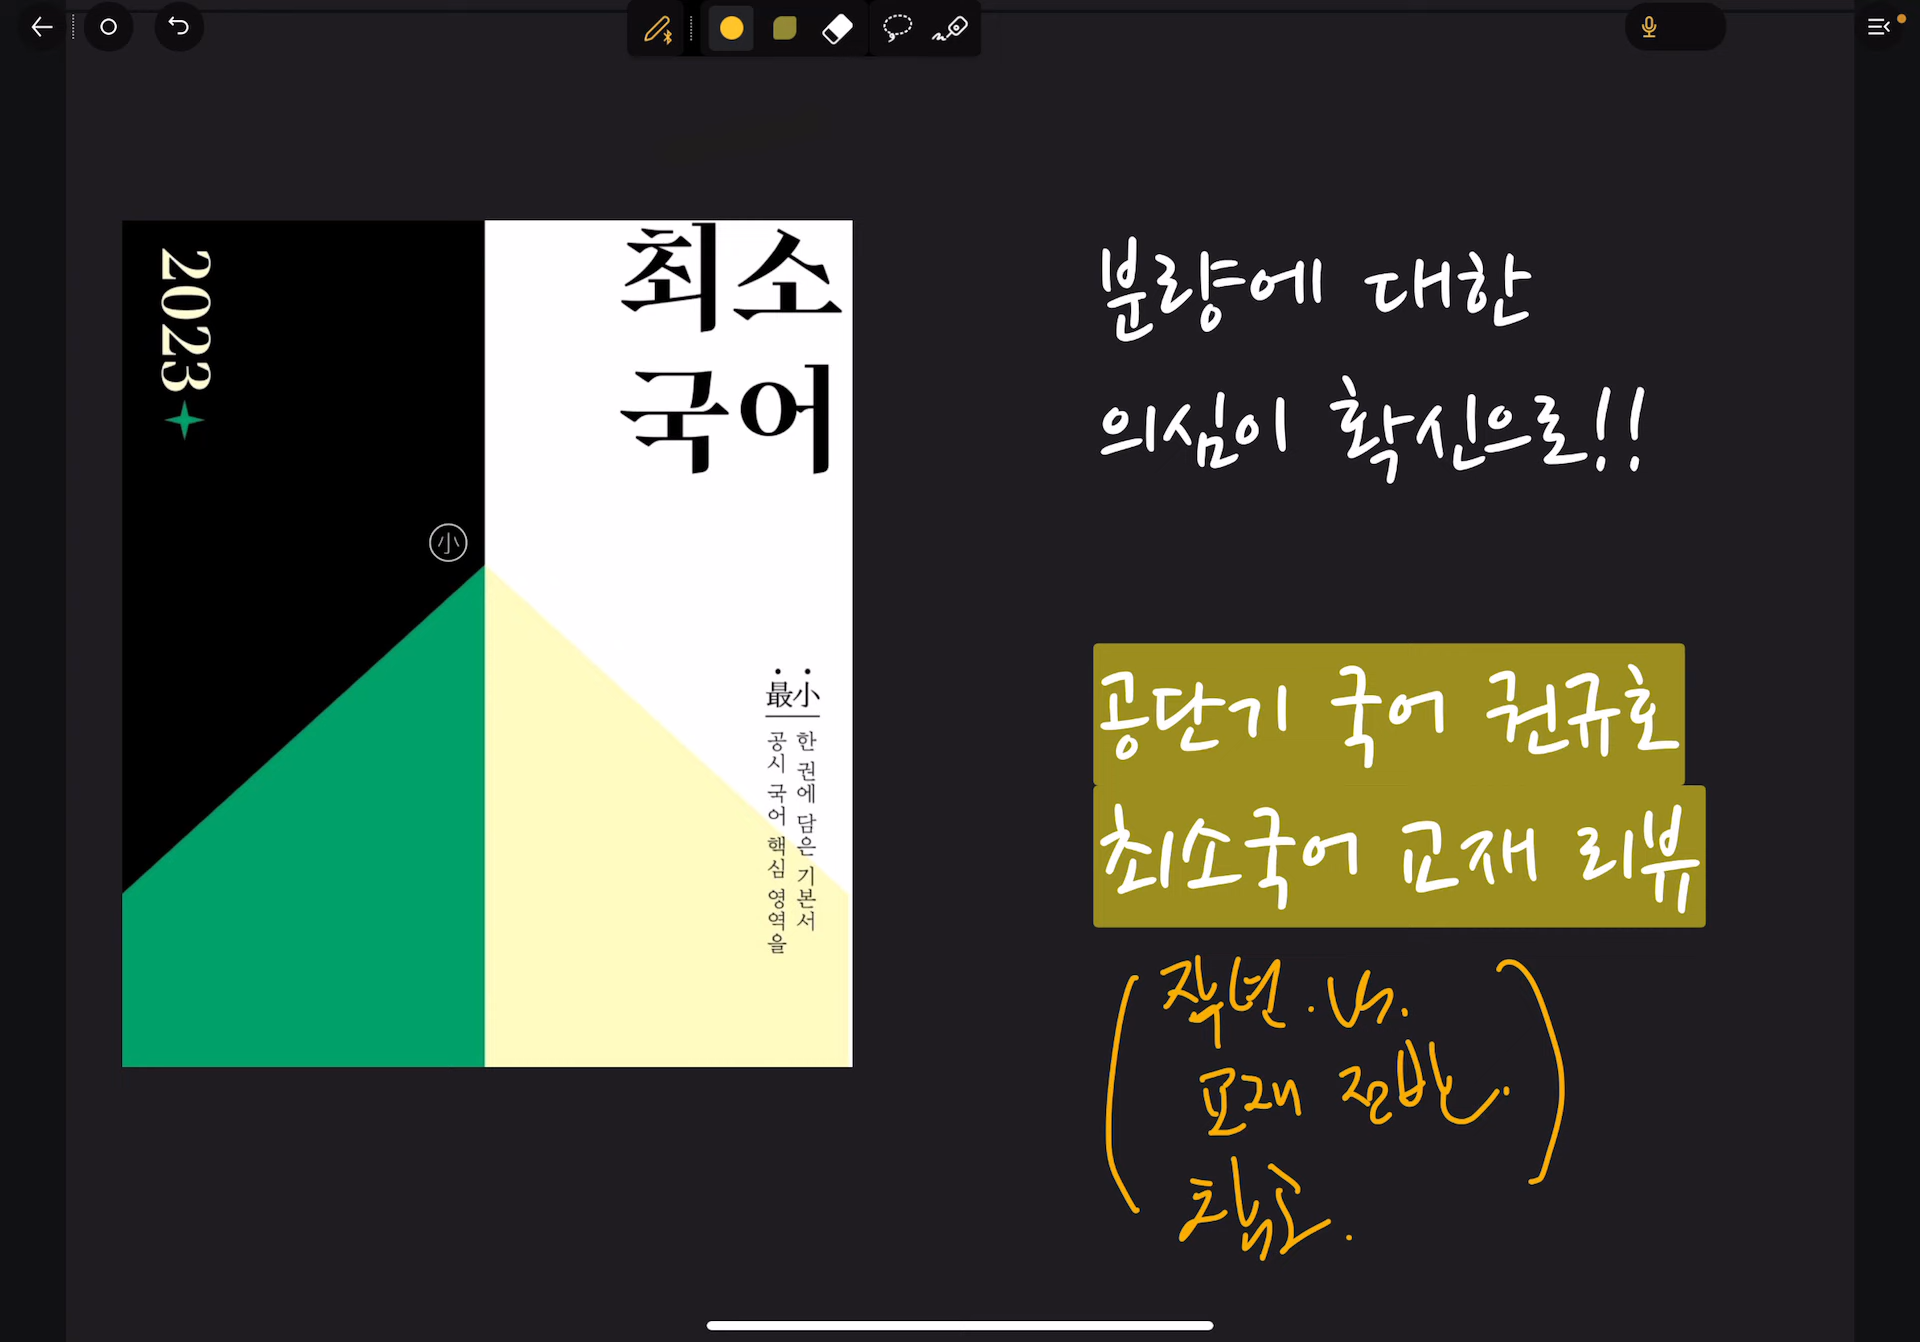 2023
최소
국어
小
最小
한 권에 담은 기본서
공시 국어 핵심 영역을
분량에 대한
의심이 확신으로!!
공단기 국어 권규호
최소국어 교재 리뷰
(작년. vs.
교재 전반.
)